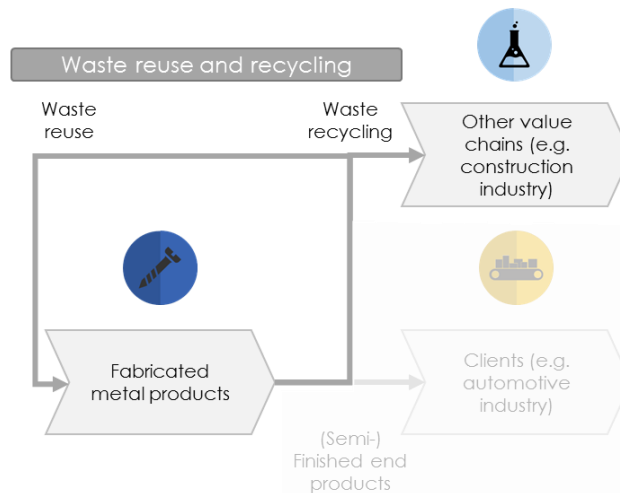 Waste reuse and recycling
Waste
reuse
Waste
recycling
Other value
chains (e.g.
construction
industry)
Fabricated
metal products
Clients (e.g.
automotive
industry)
(Semi-)
Finished end
products